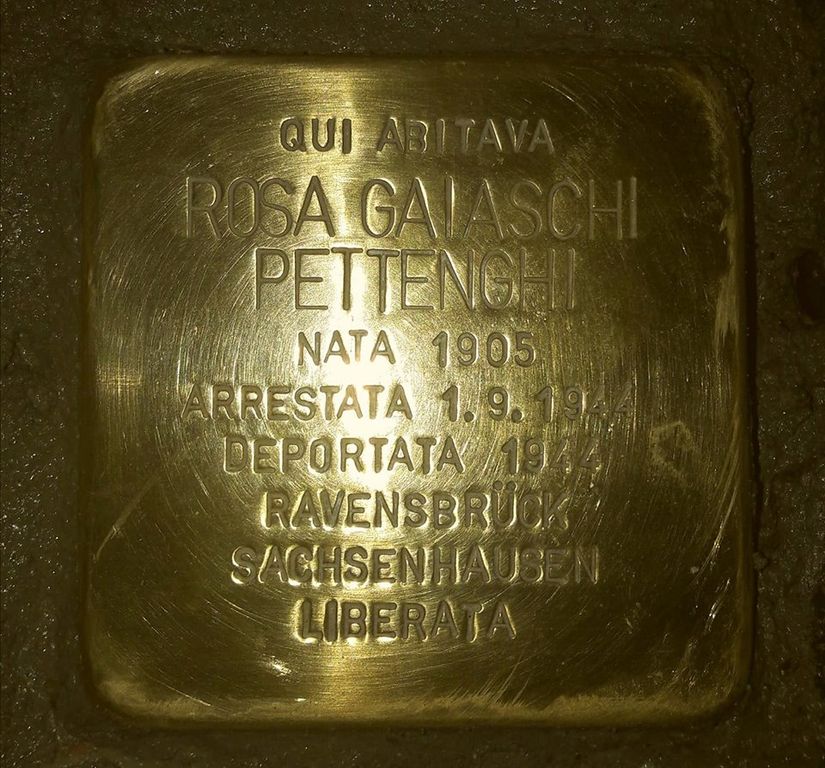 QUI ABITAVA
ROSA GAIASCHI
PETTENGHI
NATA 1905
ARRESTATA 1.9.1944
DEPORTATA 1944
RAVENSBRÜCK
SACHSENHAUSEN
LIBERATA